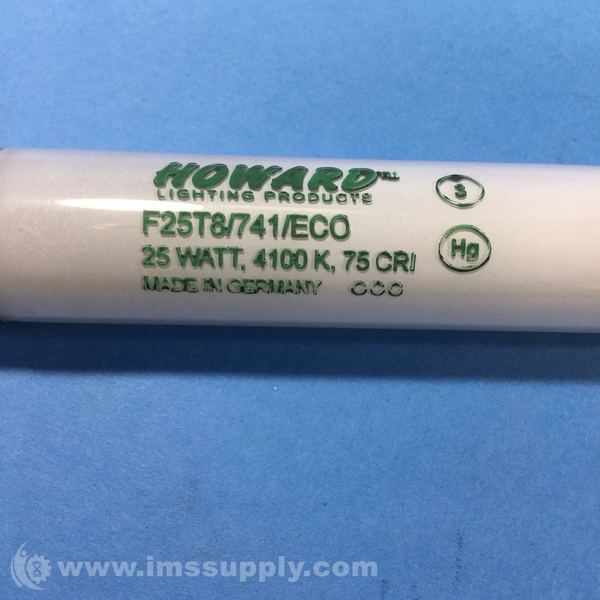 HOWARD
LIGHTING PRODUCTS
F25T8/741/ECO
25 WATT, 4100 K, 75 CRI
MADE IN GERMANY CCC
S
Hg
www.imssupply.com